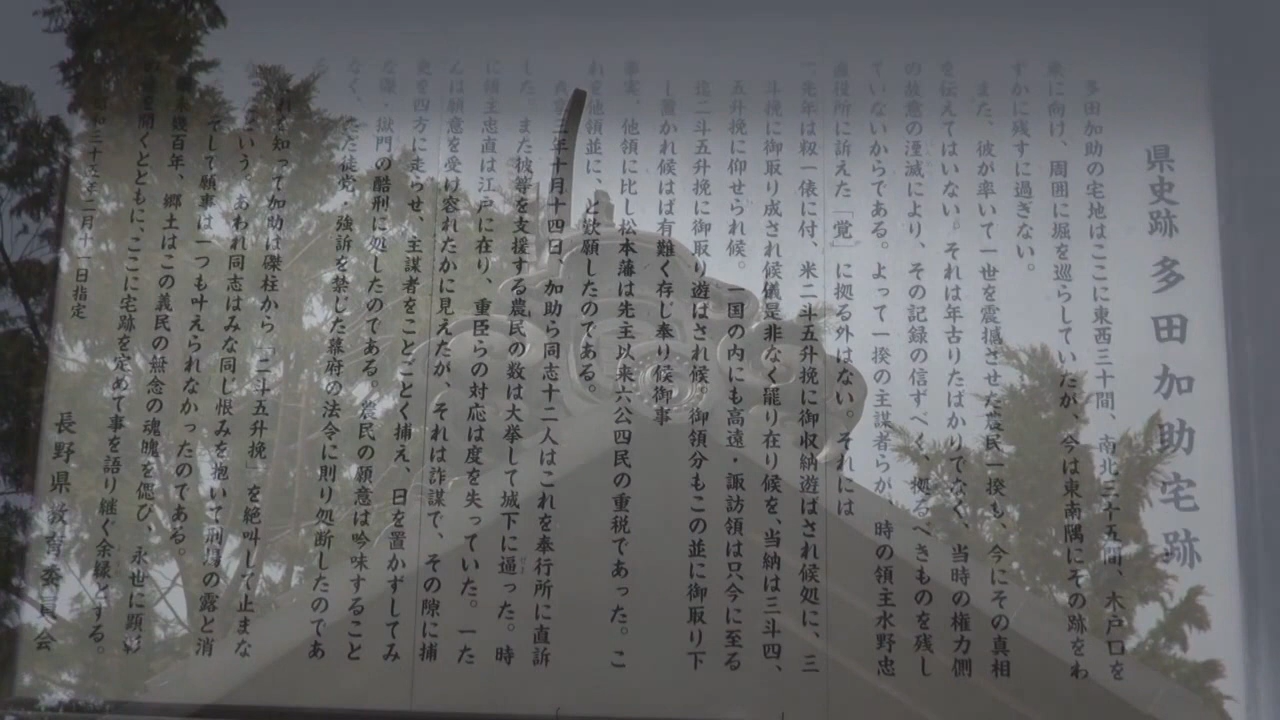 県史跡 多田加助宅跡
多田加助の宅地はここに東西三十間、南北三十五間、木戸口を
東に向け、周囲に堀を巡らしていたが、今は東南隅にその跡をわ
ずかに残すに過ぎない。
また、彼が率いて一世を震撼させた農民一揆も、今にその真相
を伝えてはいない。それは年古りたばかりでなく、当時の権力側
の故意の湮滅により、その記録の信ずべく、拠るべきものを残し
ていないからである。よって一揆の主謀者らが、時の領主水野忠
直役所に訴えた「覚」に拠る外はない。それには
「先年は籾一俵に付、米二斗五升挽に御収納遊ばされ候処に、三
斗挽に御取り成され候儀是非なく罷り在り候を、当納は三斗四、
五升挽に仰せられ候。一国の内にも高遠・諏訪領は只今に至る
迄二斗五升挽に御取り遊ばされ候。御領分もこの並に御取り下
し置かれ候はば有難く存じ奉り候御事
事実、他領に比し松本藩は先主以来六公四民の重税であった。こ
れを他領並に、と歎願したのである。
貞享三年十月十四日、加助ら同志十二人はこれを奉行所に直訴
した。また彼等を支援する農民の数は大挙して城下に逼った。時
に領主忠直は江戸に在り、重臣らの対応は度を失っていた。一た
んは願意を受け容れたかに見えたが、それは詐謀で、その隙に捕
吏を四方に走らせ、主謀者をことごとく捕え、日を置かずしてみ
な磔・獄門の酷刑に処したのである。農民の願意は吟味すること
なく、ただ徒党・強訴を禁じた幕府の法令に則り処断したのであ
る。
これを知って加助は磔柱から、「二斗五升挽」を絶叫して止まな
いという。あわれ同志はみな同じ恨みを抱いて刑場の露と消
そして願事は一つも叶えられなかったのである。
幾百年、郷土はこの義民の無念の魂魄を偲び、永世に顕彰
を開くとともに、ここに宅跡を定めて事を語り継ぐ余縁とする。
昭和三十五年二月十一日指定
長野県教育委員会